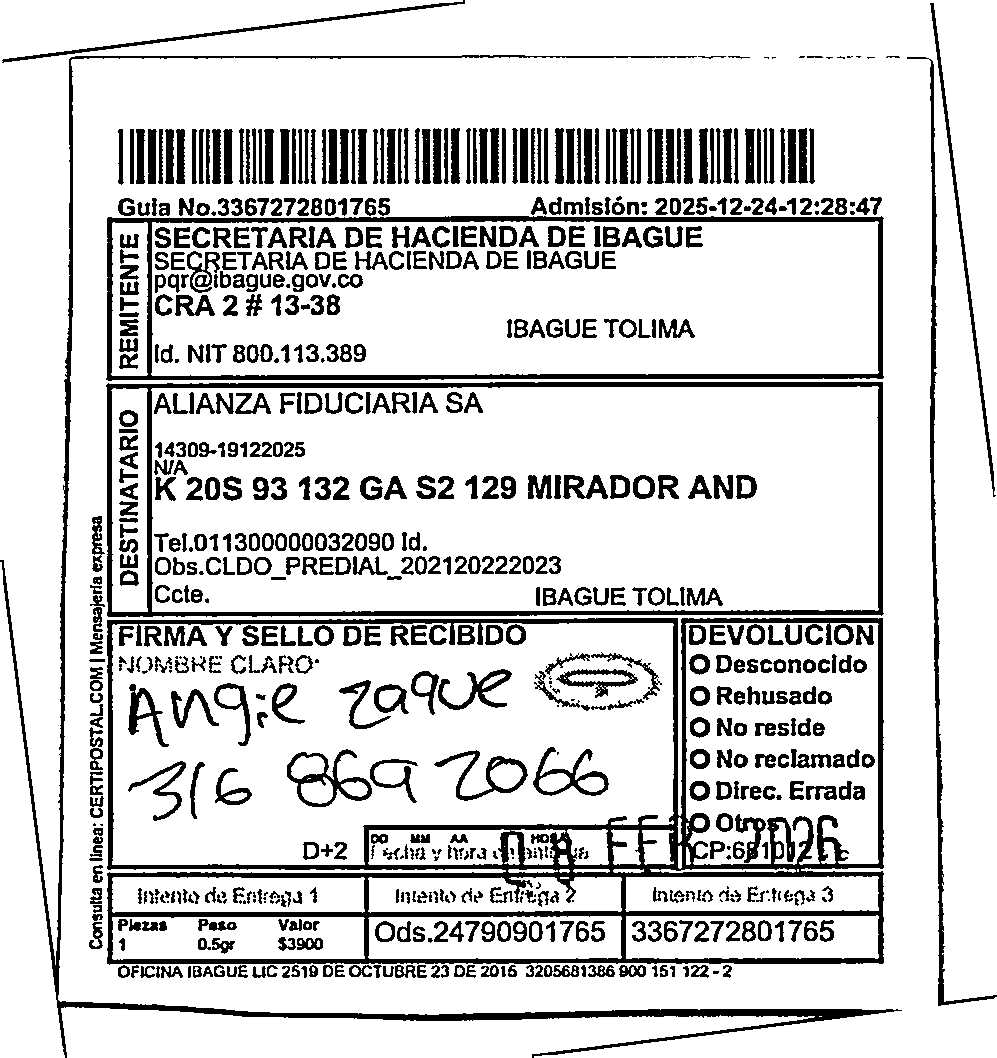 Guia No.3367272801765 Admisión: 2025-12-24-12:28:47
REMITENTE
SECRETARIA DE HACIENDA DE IBAGUE
SECRETARIA DE HACIENDA DE IBAGUE
pqr@ibague.gov.co
CRA 2 # 13-38
IBAGUE TOLIMA
Id. NIT 800.113.389
DESTINATARIO
ALIANZA FIDUCIARIA SA
14309-19122025
N/A
K 20S 93 132 GA S2 129 MIRADOR AND
Tel.011300000032090 Id.
Obs.CLDO_PREDIAL_202120222023
Ccte. IBAGUE TOLIMA
Consulta en linea: CERTIPOSTAL.COM | Mensajería expresa
FIRMA Y SELLO DE RECIBIDO
NOMBRE CLARO:
Angie Zaque
316 869 2066
D+2
DD MM AA HORA
Fecha y hora de entrega
FEB 2026
DEVOLUCION
Desconocido
Rehusado
No reside
No reclamado
Direc. Errada
Otros
Intento de Entrega 1 Intento de Entrega 2 Intento de Entrega 3
Piezas Peso Valor
1 0.5gr $3900
Ods.24790901765 3367272801765
OFICINA IBAGUE LIC 2519 DE OCTUBRE 23 DE 2015 3205681386 900 151 122 - 2